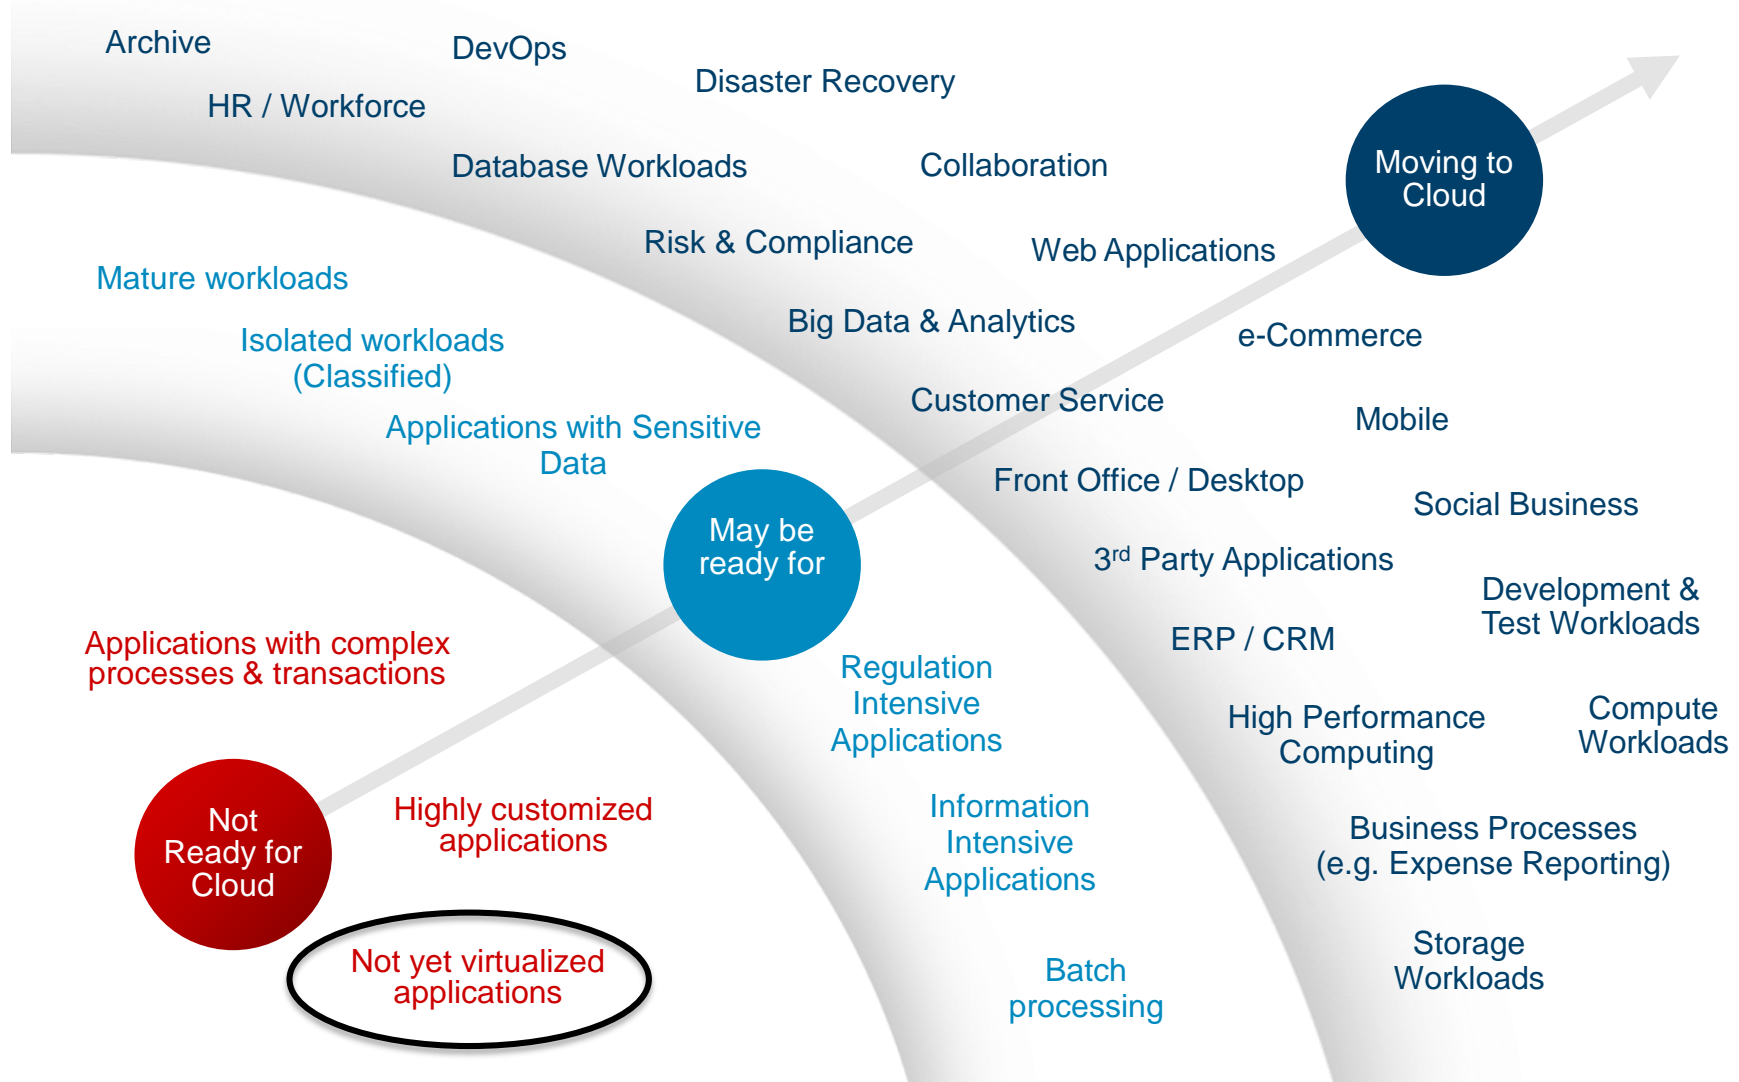 Archive
DevOps
Disaster Recovery
HR / Workforce
Database Workloads
Collaboration
Moving to
Cloud
Risk & Compliance
Web Applications
Mature workloads
Big Data & Analytics
e-Commerce
Isolated workloads
(Classified)
Customer Service
Mobile
Applications with Sensitive
Data
Front Office / Desktop
Social Business
May be
ready for
3rd Party Applications
Development &
Test Workloads
ERP / CRM
Applications with complex
processes & transactions
Regulation
Intensive
Applications
High Performance
Computing
Compute
Workloads
Not
Ready for
Cloud
Highly customized
applications
Information
Intensive
Applications
Business Processes
(e.g. Expense Reporting)
Not yet virtualized
applications
Batch
processing
Storage
Workloads